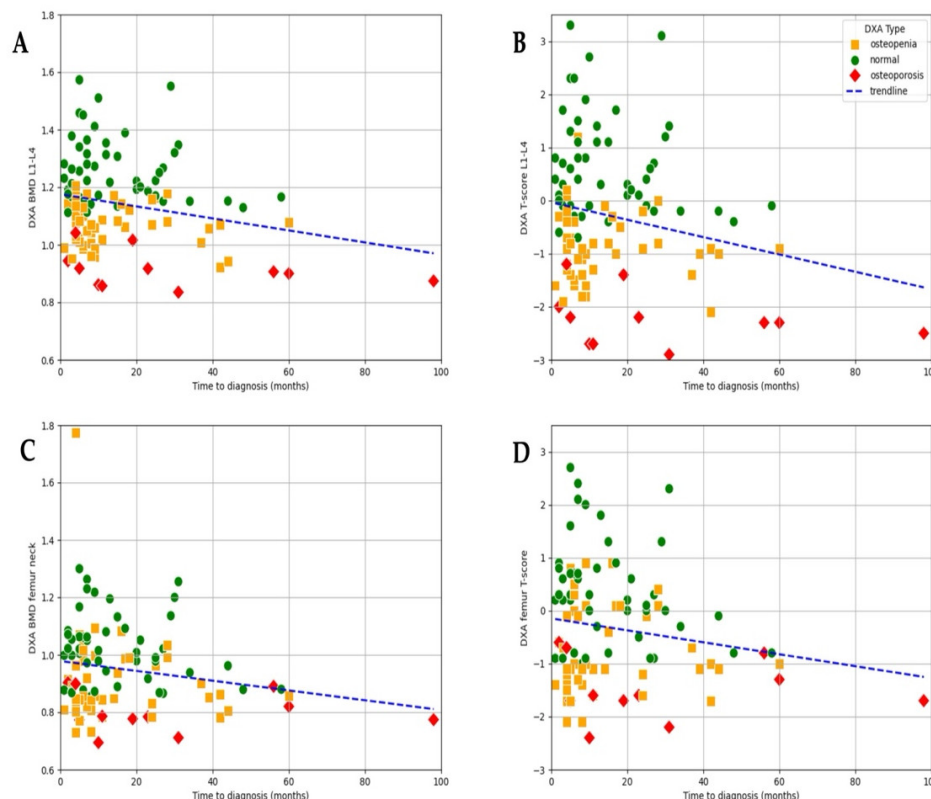 A
DXA BMD L1-L4
1.8
1.6
1.4
1.2
1.0
0.8
0.6
0 20 40 60 80 100
Time to diagnosis (months)
B
DXA T-score L1-L4
3
2
1
0
−1
−2
−3
0 20 40 60 80 100
Time to diagnosis (months)
DXA Type
osteopenia
normal
osteoporosis
trendline
C
DXA BMD femur neck
1.8
1.6
1.4
1.2
1.0
0.8
0.6
0 20 40 60 80 100
Time to diagnosis (months)
D
DXA femur T-score
3
2
1
0
−1
−2
−3
0 20 40 60 80 100
Time to diagnosis (months)